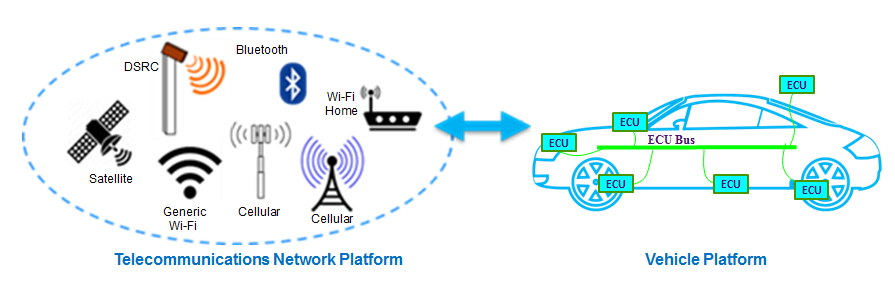 Bluetooth
DSRC
Wi-Fi
Home
Satellite
Generic
Wi-Fi
Cellular
Cellular
Telecommunications Network Platform
ECU
ECU
ECU
ECU Bus
ECU
ECU
ECU
Vehicle Platform